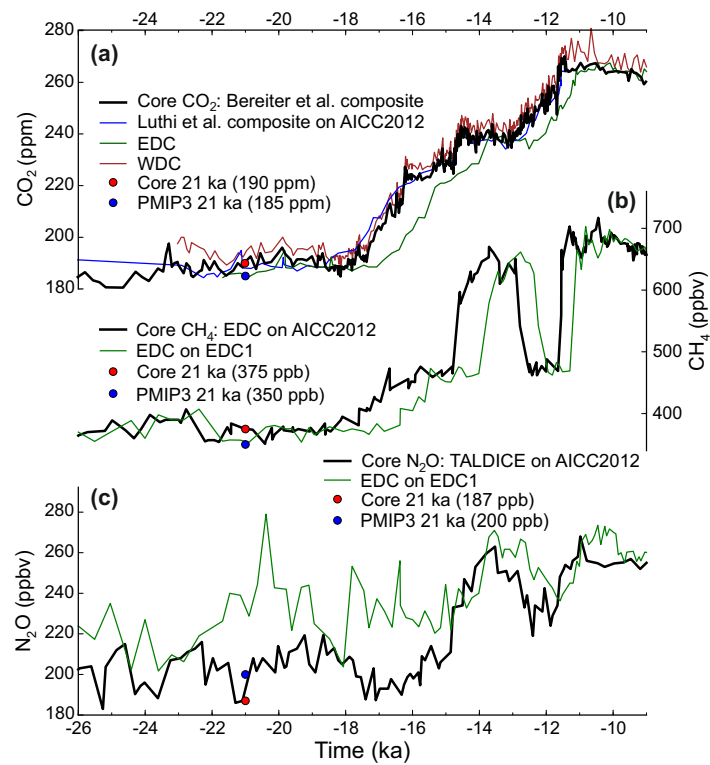 -26 -24 -22 -20 -18 -16 -14 -12 -10
280
260
240
220
200
180
CO2 (ppm)
(a)
Core CO2: Bereiter et al. composite
Luthi et al. composite on AICC2012
EDC
WDC
Core 21 ka (190 ppm)
PMIP3 21 ka (185 ppm)
(b)
700
600
500
400
CH4 (ppbv)
Core CH4: EDC on AICC2012
EDC on EDC1
Core 21 ka (375 ppb)
PMIP3 21 ka (350 ppb)
Core N2O: TALDICE on AICC2012
EDC on EDC1
Core 21 ka (187 ppb)
PMIP3 21 ka (200 ppb)
(c)
280
260
240
220
200
180
N2O (ppbv)
-26 -24 -22 -20 -18 -16 -14 -12 -10
Time (ka)